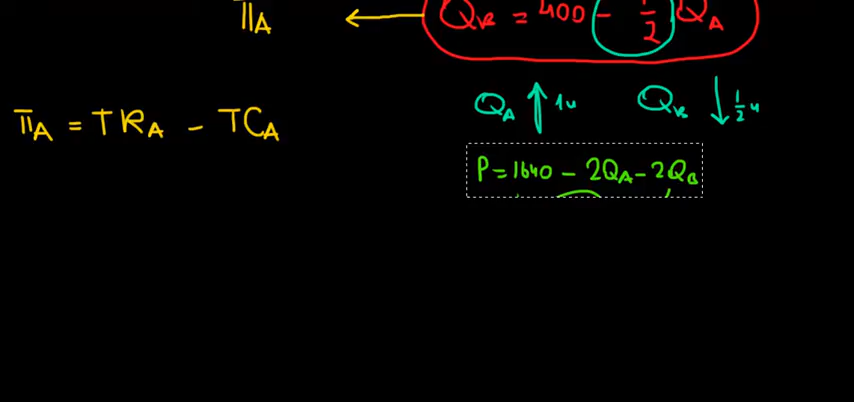 πA ← QB = 400 - 1/2 QA
QA ↑ 1u QB ↓ 1/2 u
πA = TRA - TCA
P = 1640 - 2QA - 2QB